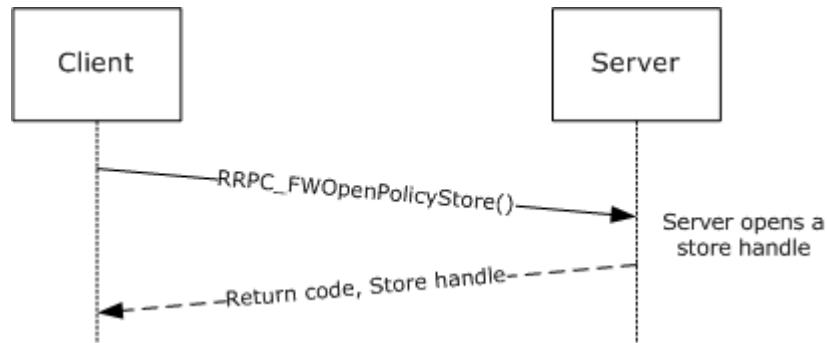 Client
Server
RRPC_FWOpenPolicyStore()
Server opens a
store handle
Return code, Store handle